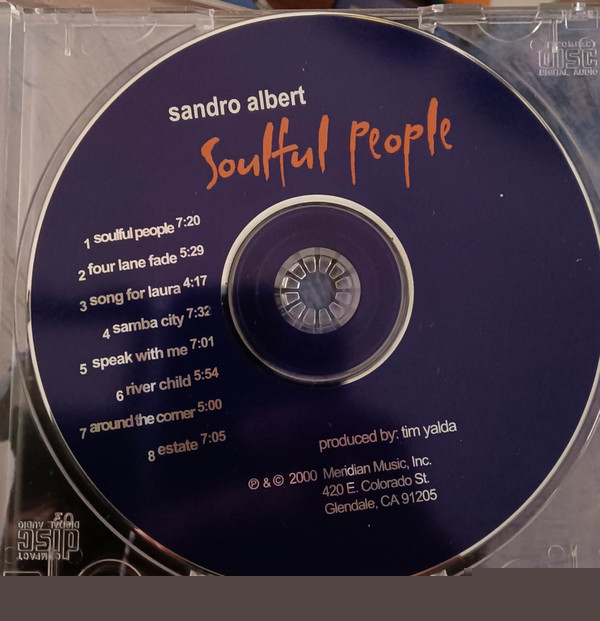 COMPACT
disc
DIGITAL AUDIO
sandro albert
Soulful People
1 soulful people 7:20
2 four lane fade 5:29
3 song for laura 4:17
4 samba city 7:32
5 speak with me 7:01
6 river child 5:54
7 around the corner 5:00
8 estate 7:05
produced by: tim yalda
℗ & © 2000 Meridian Music, Inc.
420 E. Colorado St.
Glendale, CA 91205
COMPACT
disc
DIGITAL AUDIO